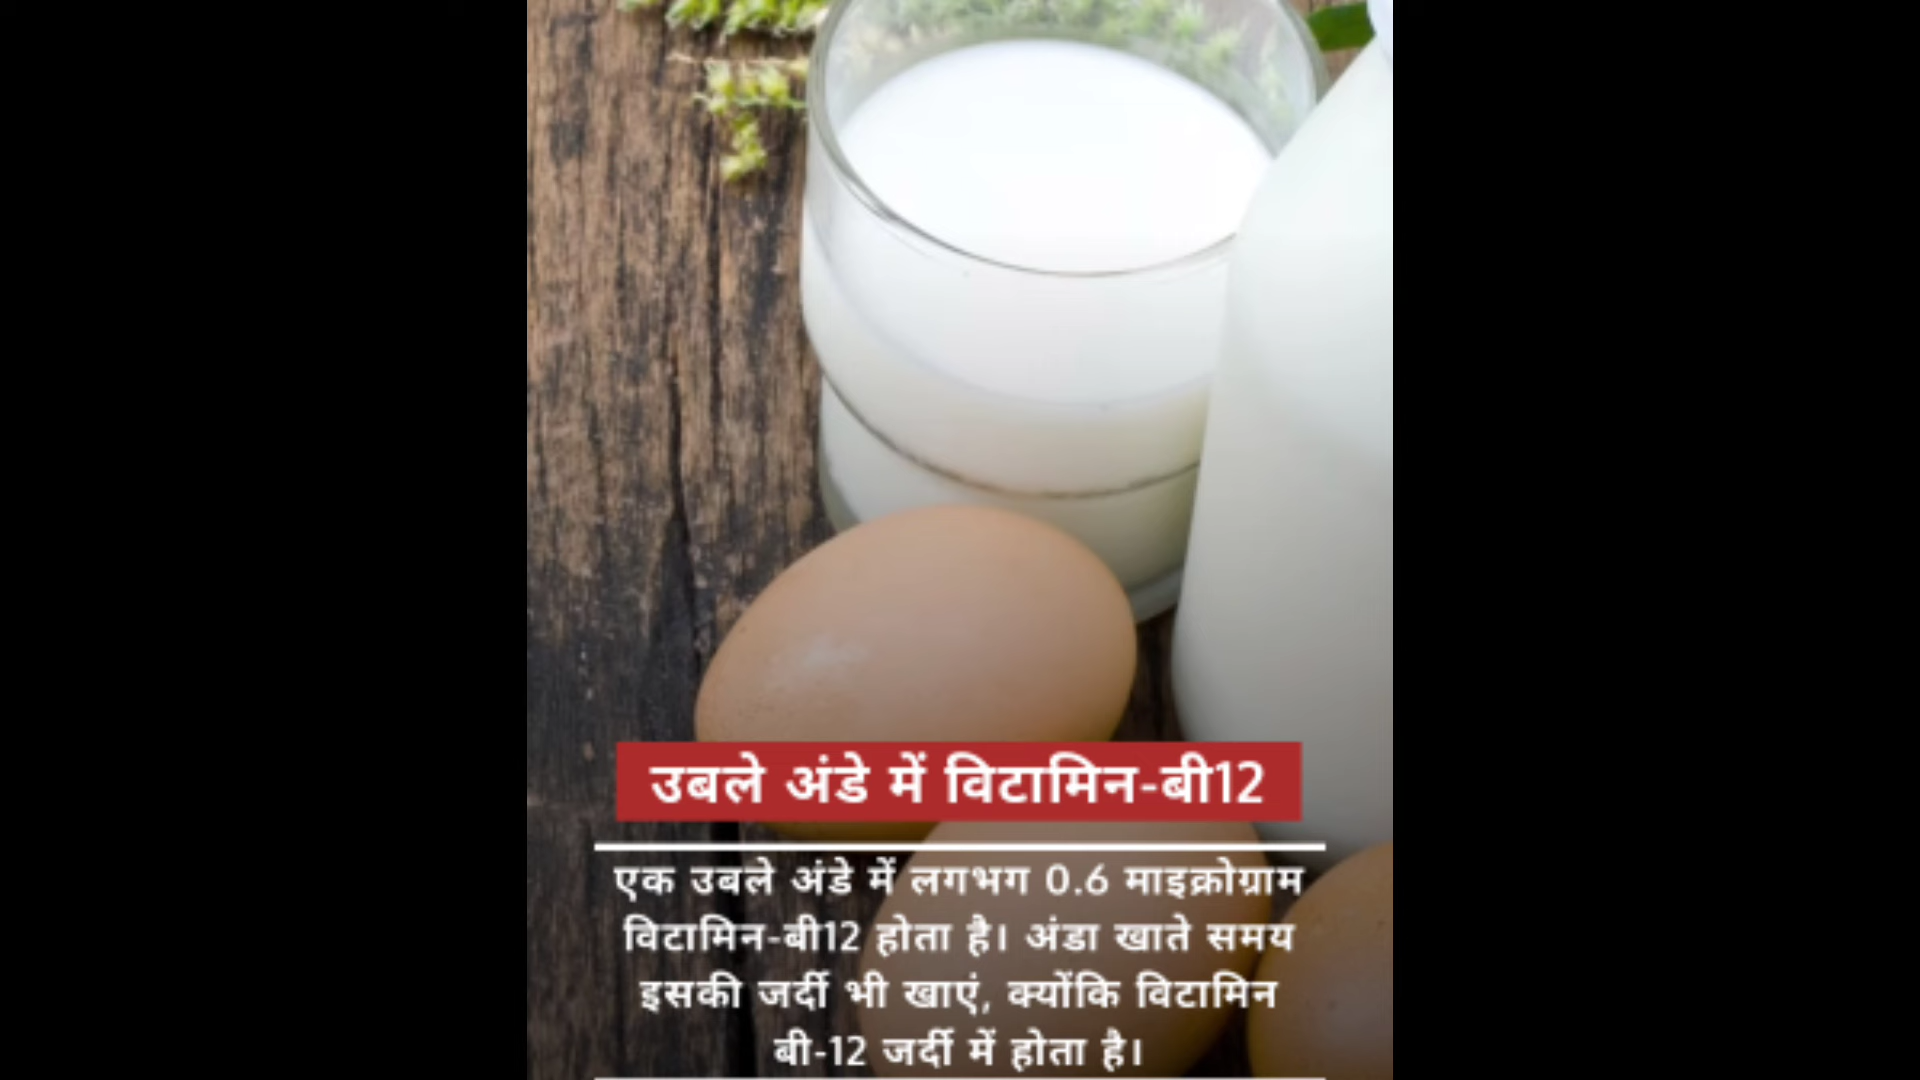 उबले अंडे में विटामिन-बी12
एक उबले अंडे में लगभग 0.6 माइक्रोग्राम
विटामिन-बी12 होता है। अंडा खाते समय
इसकी जर्दी भी खाएं, क्योंकि विटामिन
बी-12 जर्दी में होता है।